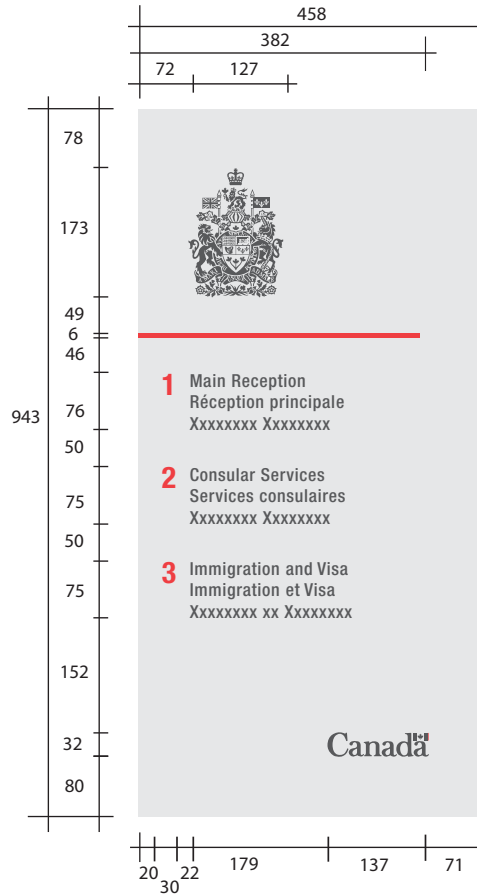 458
382
72 127
78
173
49
6
46
943
76
50
75
50
75
152
32
80
1 Main Reception
Réception principale
Xxxxxxxx Xxxxxxxx
2 Consular Services
Services consulaires
Xxxxxxxx Xxxxxxxx
3 Immigration and Visa
Immigration et Visa
Xxxxxxxx xx Xxxxxxxx
Canada
20 30 22 179 137 71